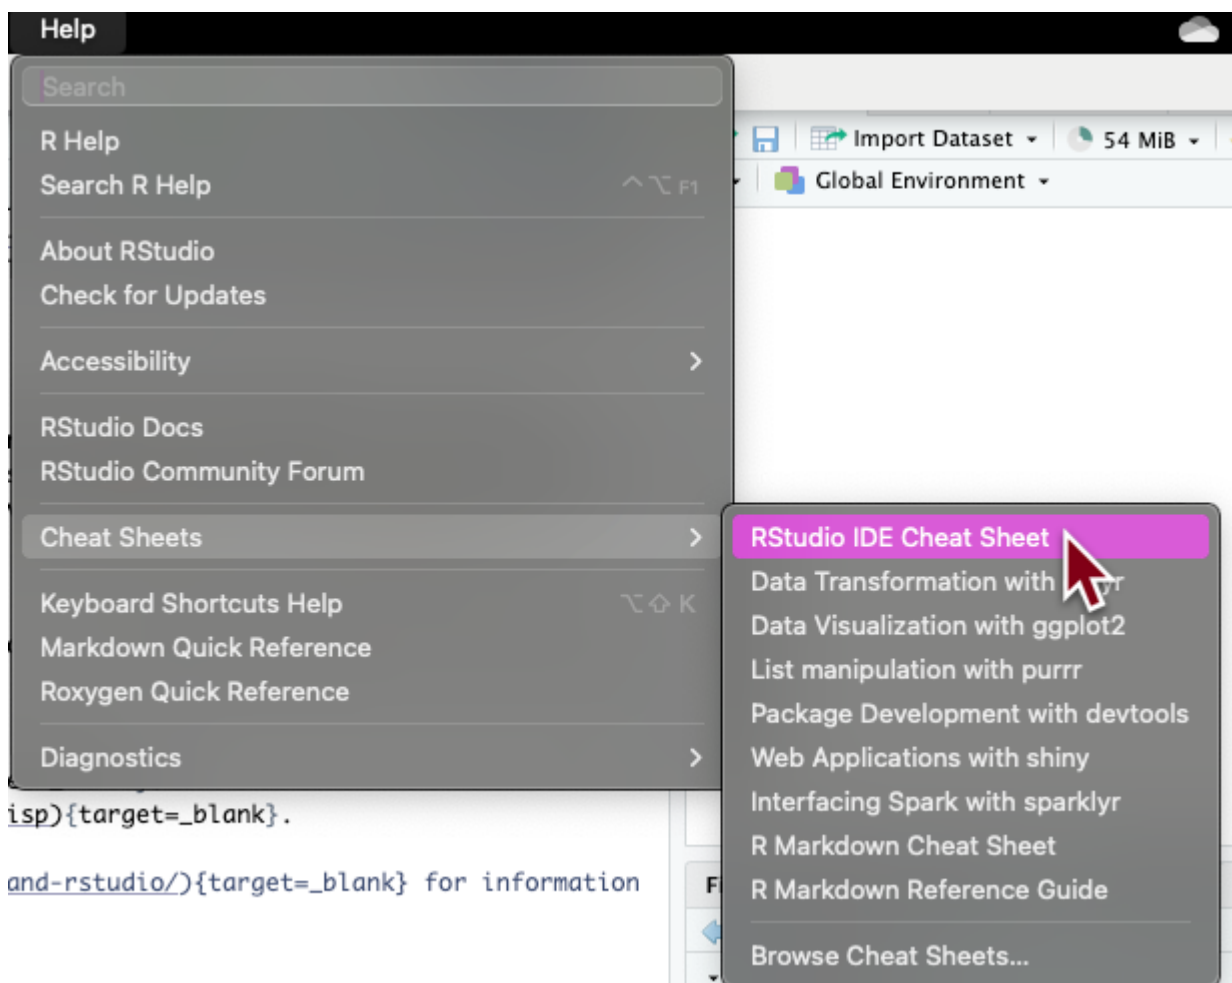 Help
Search
R Help
Search R Help ⌃⌥ F1
About RStudio
Check for Updates
Accessibility
RStudio Docs
RStudio Community Forum
Cheat Sheets
Keyboard Shortcuts Help ⌥⇧ K
Markdown Quick Reference
Roxygen Quick Reference
Diagnostics
Import Dataset
54 MiB
Global Environment
RStudio IDE Cheat Sheet
Data Transformation with
Data Visualization with ggplot2
List manipulation with purrr
Package Development with devtools
Web Applications with shiny
Interfacing Spark with sparklyr
R Markdown Cheat Sheet
R Markdown Reference Guide
Browse Cheat Sheets...
isp){target=_blank}.
and-rstudio/){target=_blank} for information